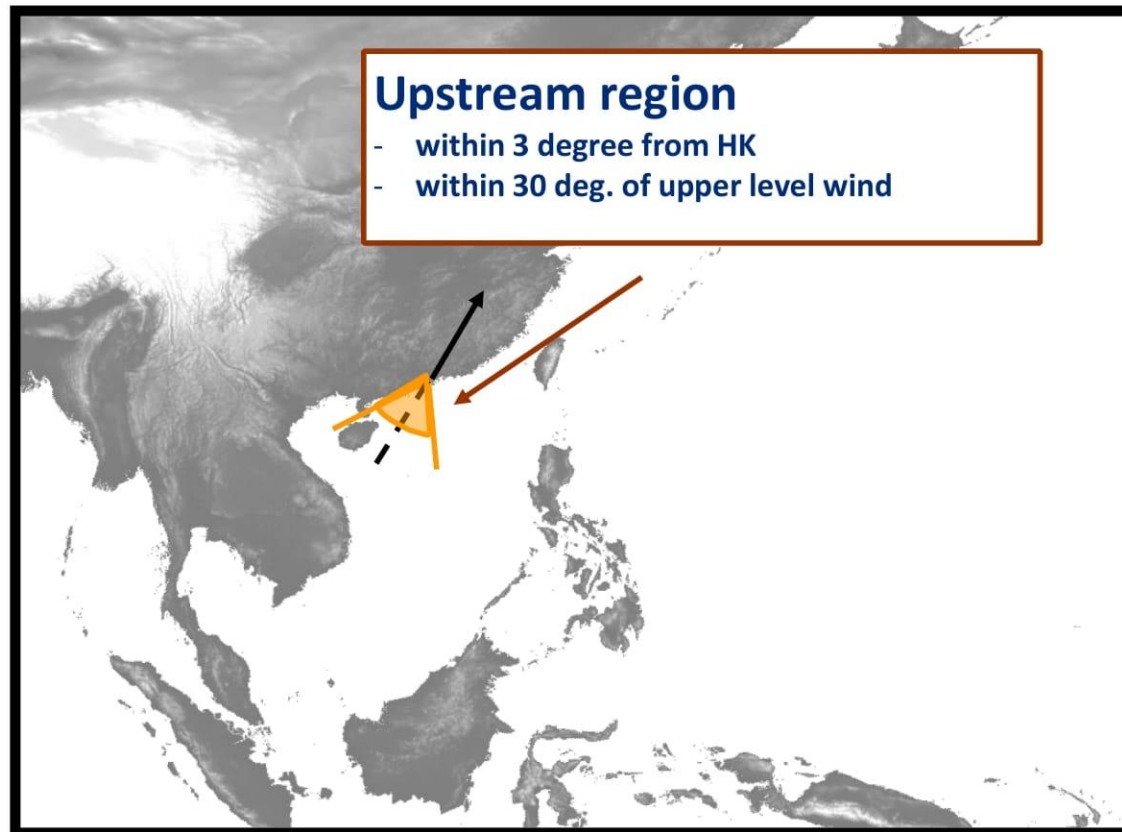 Upstream region
- within 3 degree from HK
- within 30 deg. of upper level wind